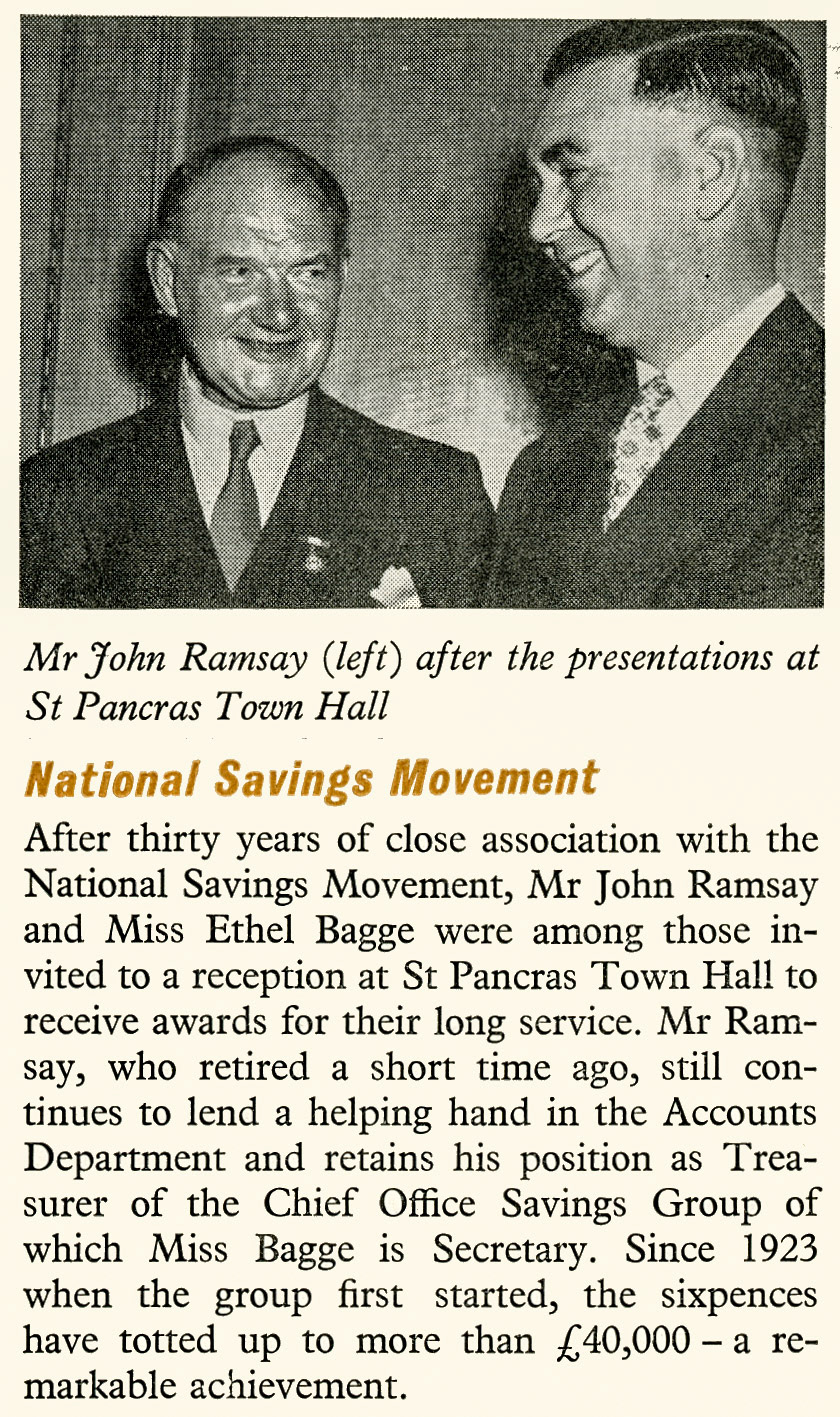 Mr John Ramsay (left) after the presentations at
St Pancras Town Hall
National Savings Movement
After thirty years of close association with the
National Savings Movement, Mr John Ramsay
and Miss Ethel Bagge were among those in-
vited to a reception at St Pancras Town Hall to
receive awards for their long service. Mr Ram-
say, who retired a short time ago, still con-
tinues to lend a helping hand in the Accounts
Department and retains his position as Trea-
surer of the Chief Office Savings Group of
which Miss Bagge is Secretary. Since 1923
when the group first started, the sixpences
have totted up to more than £40,000 – a re-
markable achievement.